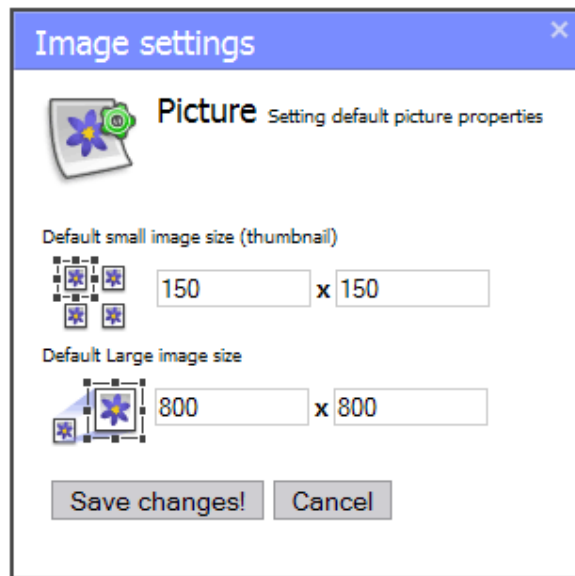 Image settings
Picture Setting default picture properties
Default small image size (thumbnail)
150 x 150
Default Large image size
800 x 800
Save changes! Cancel